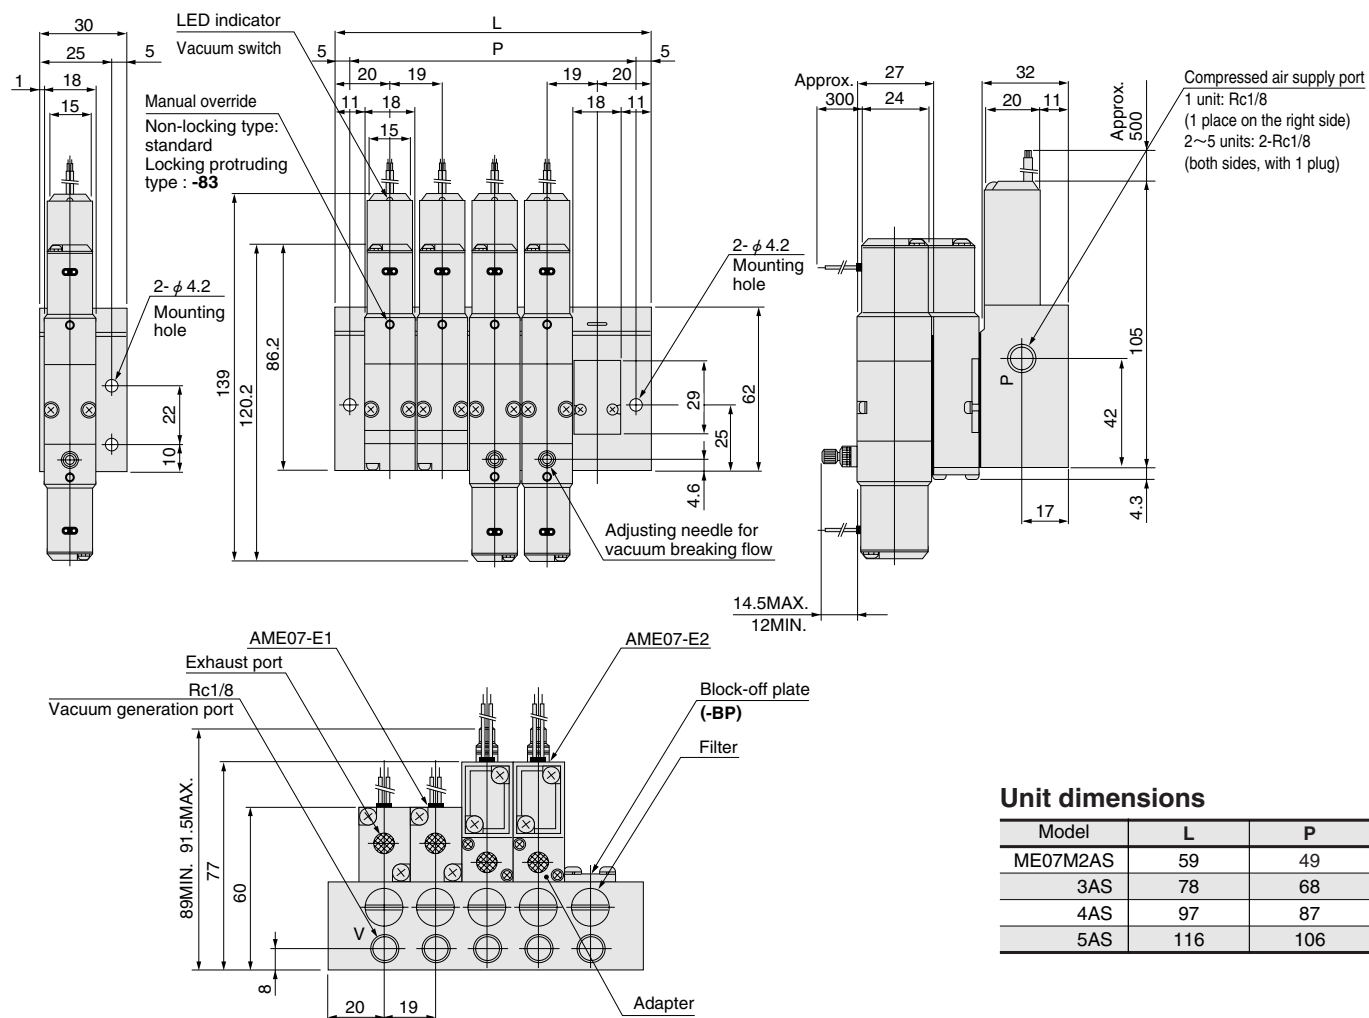 30
25
5
1
18
15
2- ϕ 4.2
Mounting
hole
22
10
LED indicator
Vacuum switch
Manual override
Non-locking type:
standard
Locking protruding
type : -83
L
P
5
5
20
19
19
20
11
18
18
11
15
139
120.2
86.2
2- ϕ 4.2
Mounting
hole
29
25
62
4.6
Adjusting needle for
vacuum breaking flow
Approx.
300
27
24
32
20
11
Approx.
500
Compressed air supply port
1 unit: Rc1/8
(1 place on the right side)
2～5 units: 2-Rc1/8
(both sides, with 1 plug)
P
105
42
4.3
17
14.5MAX.
12MIN.
AME07-E1
Exhaust port
Rc1/8
Vacuum generation port
AME07-E2
Block-off plate
(-BP)
Filter
89MIN. 91.5MAX.
77
60
V
8
20
19
Adapter
Unit dimensions
Model L P
ME07M2AS 59 49
3AS 78 68
4AS 97 87
5AS 116 106